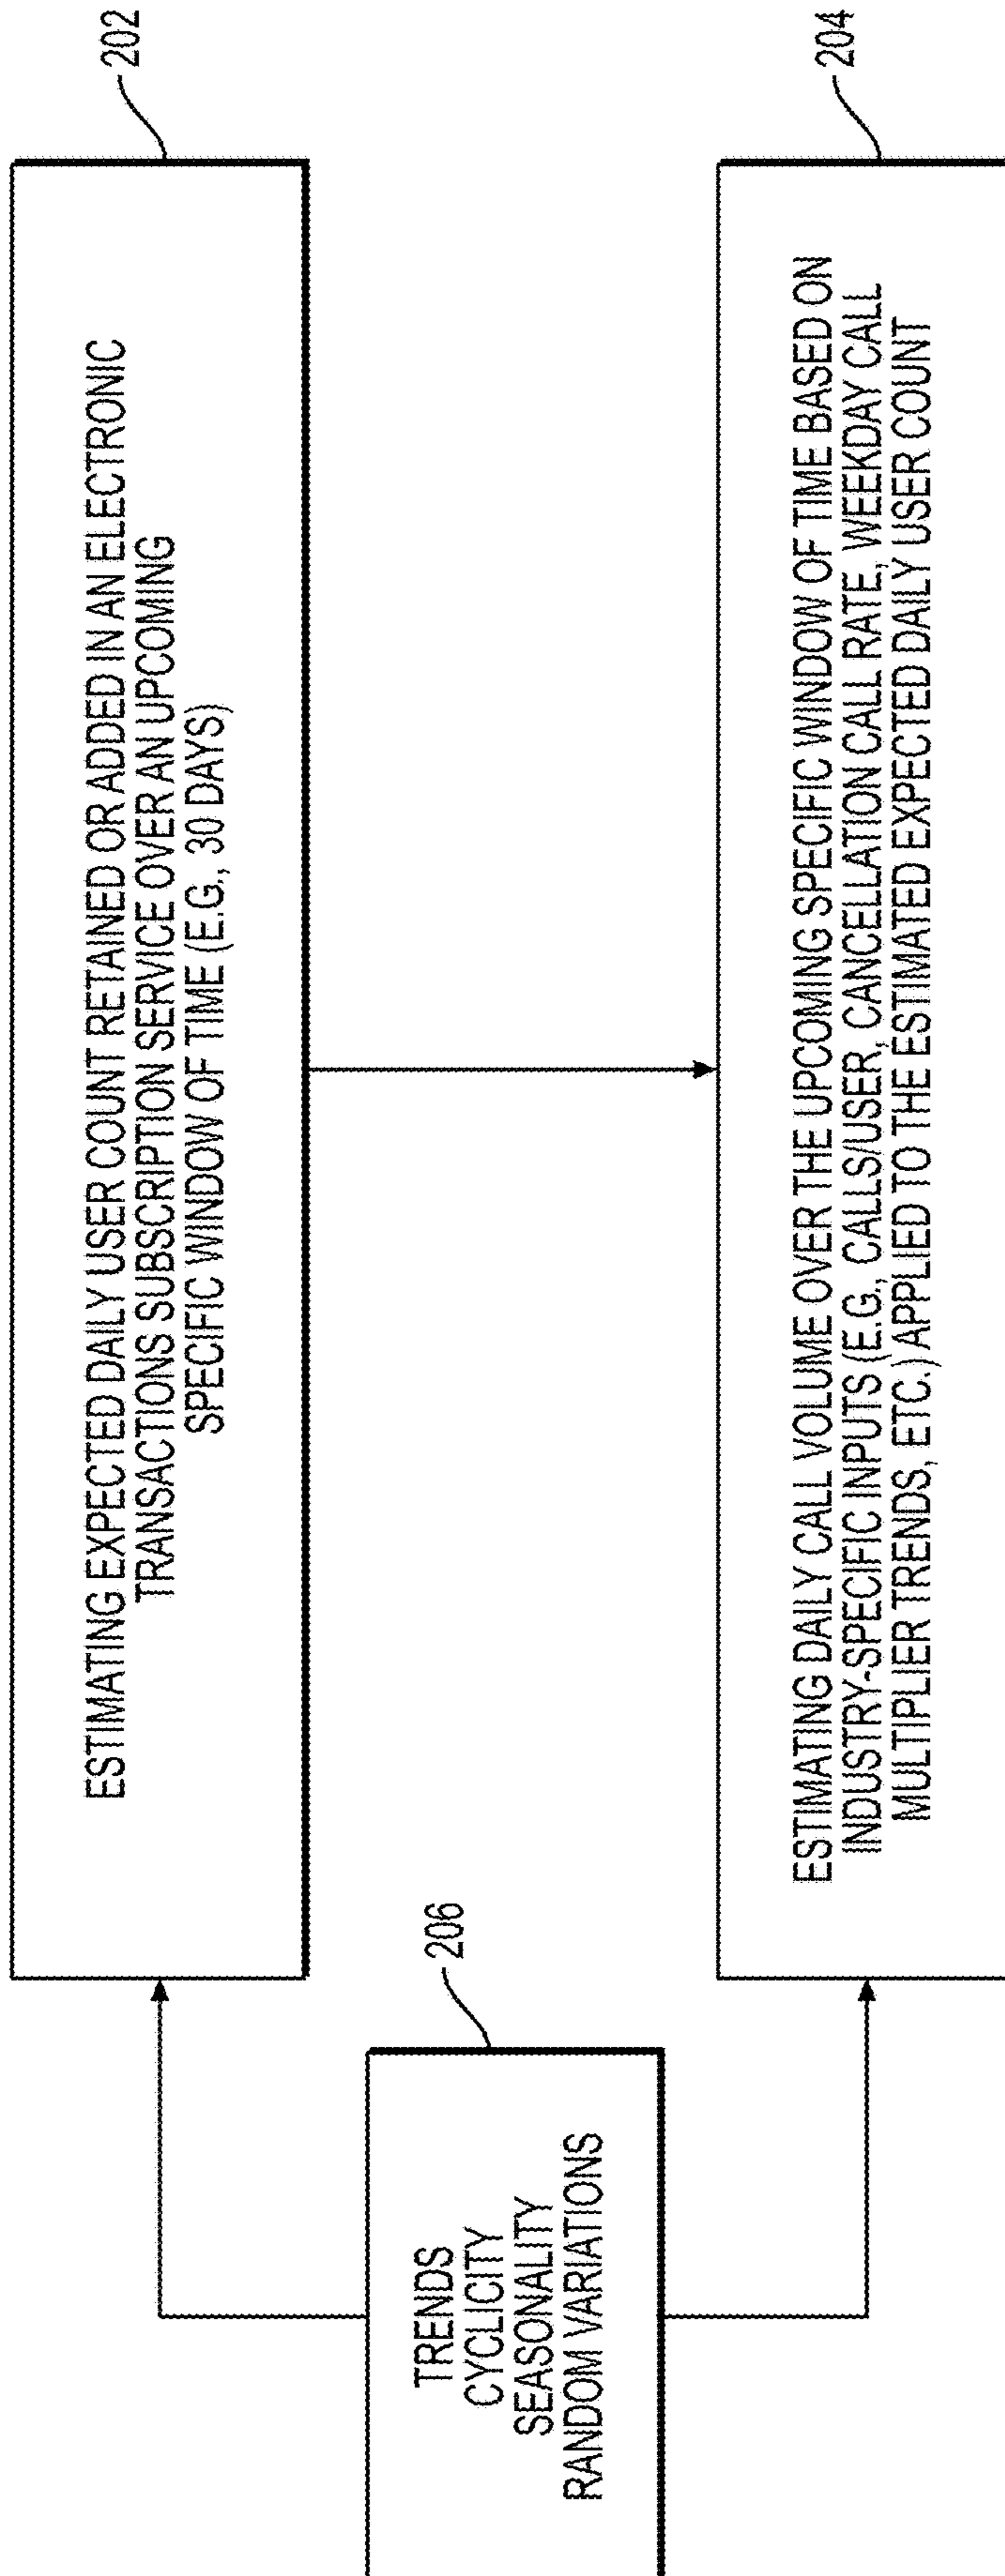 202
ESTIMATING EXPECTED DAILY USER COUNT RETAINED OR ADDED IN AN ELECTRONIC
TRANSACTIONS SUBSCRIPTION SERVICE OVER AN UPCOMING
SPECIFIC WINDOW OF TIME (E.G., 30 DAYS)
206
TRENDS
CYCLICITY
SEASONALITY
RANDOM VARIATIONS
204
ESTIMATING DAILY CALL VOLUME OVER THE UPCOMING SPECIFIC WINDOW OF TIME BASED ON
INDUSTRY-SPECIFIC INPUTS (E.G., CALLS/USER, CANCELLATION CALL RATE, WEEKDAY CALL
MULTIPLIER TRENDS, ETC.) APPLIED TO THE ESTIMATED EXPECTED DAILY USER COUNT